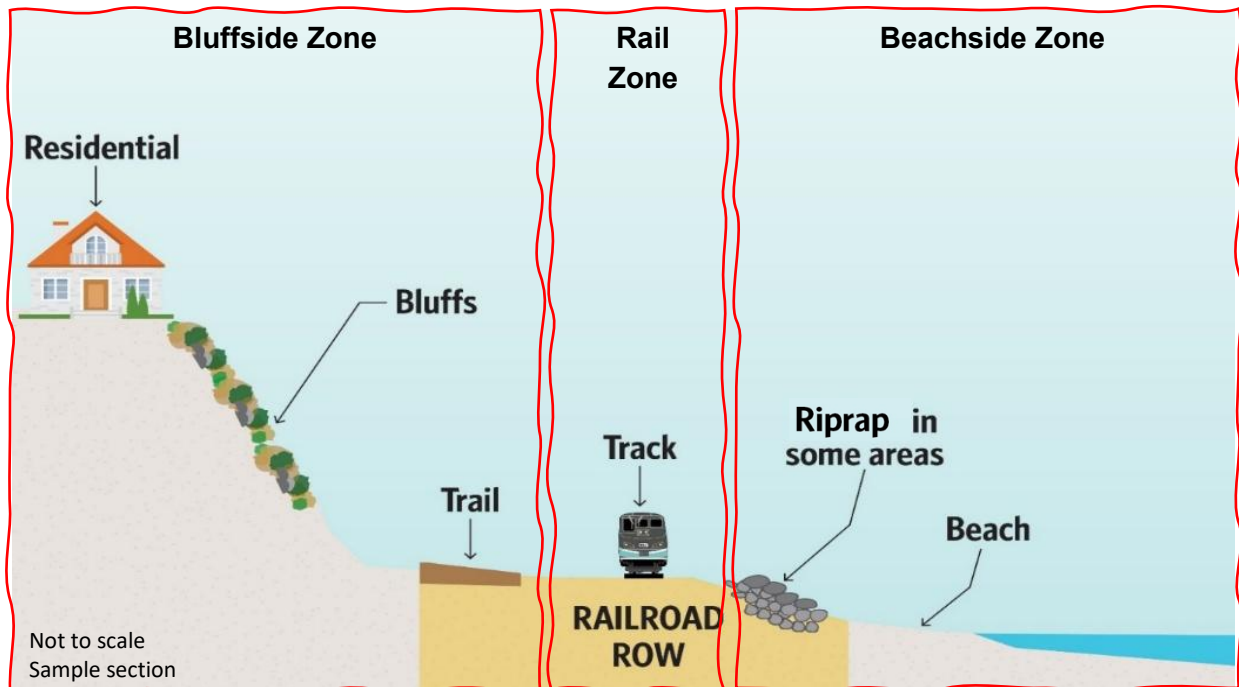 Bluffside Zone
Rail
Zone
Beachside Zone
Residential
Bluffs
Riprap in
some areas
Track
Trail
Beach
RAILROAD
ROW
Not to scale
Sample section